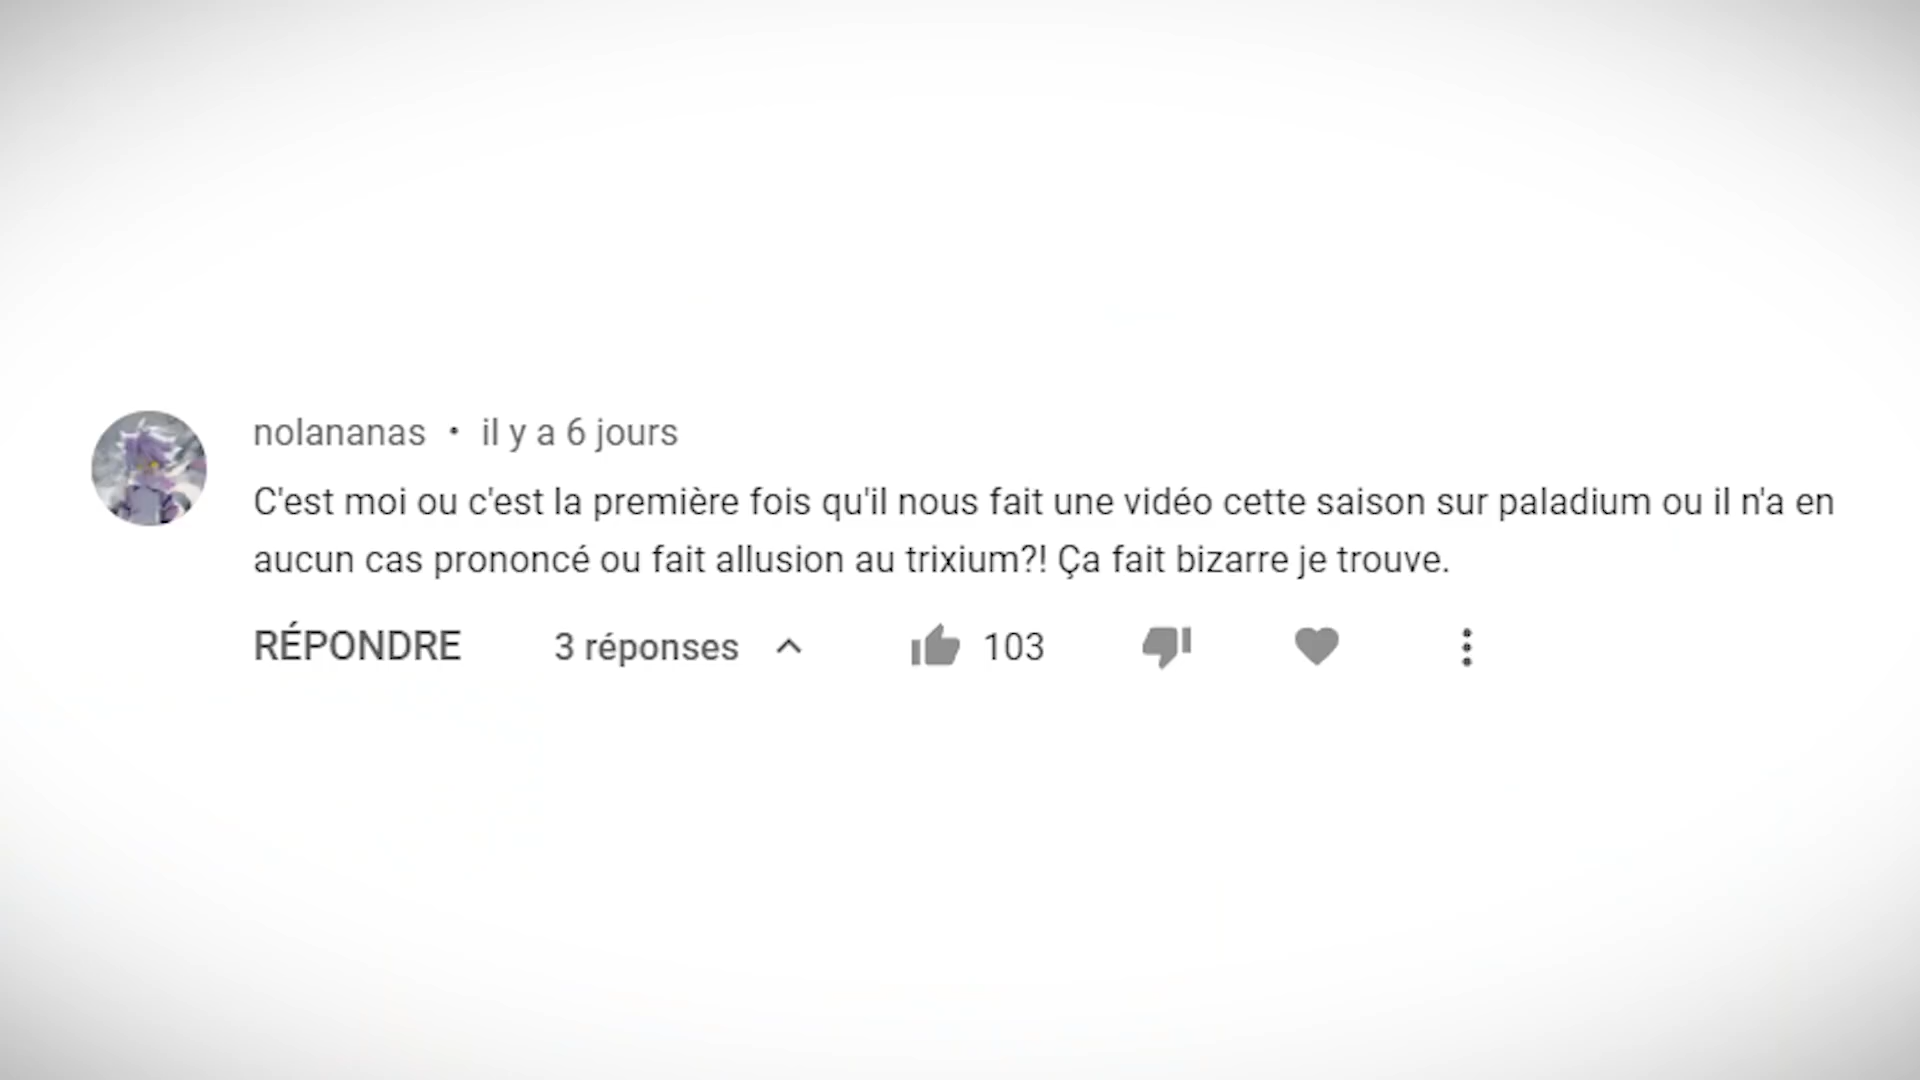 nolananas • il y a 6 jours
C'est moi ou c'est la première fois qu'il nous fait une vidéo cette saison sur paladium ou il n'a en
aucun cas prononcé ou fait allusion au trixium?! Ça fait bizarre je trouve.
RÉPONDRE 3 réponses 103